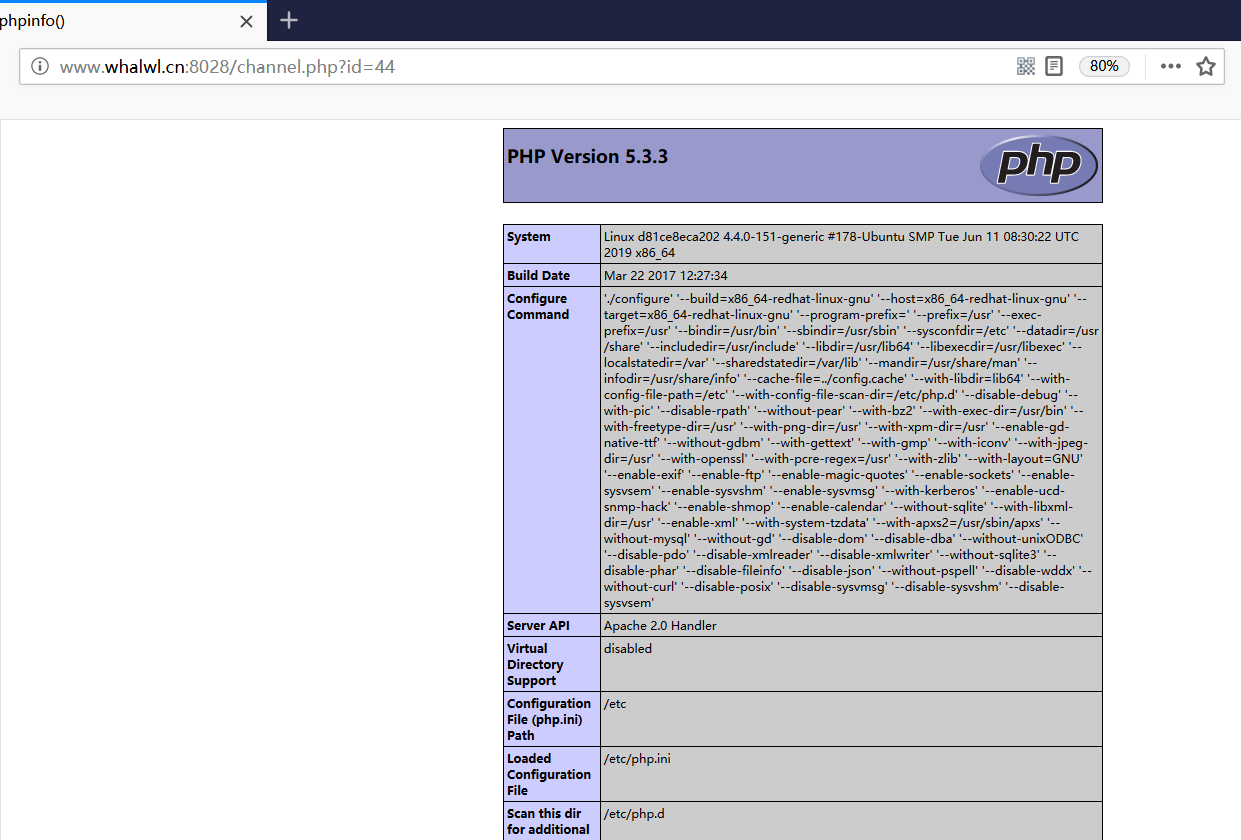 phpinfo()
www.whalwl.cn:8028/channel.php?id=44
80%
PHP Version 5.3.3
php
System
Linux d81ce8eca202 4.4.0-151-generic #178-Ubuntu SMP Tue Jun 11 08:30:22 UTC
2019 x86_64
Build Date
Mar 22 2017 12:27:34
Configure
Command
'./configure' '--build=x86_64-redhat-linux-gnu' '--host=x86_64-redhat-linux-gnu' '--
target=x86_64-redhat-linux-gnu' '--program-prefix=' '--prefix=/usr' '--exec-
prefix=/usr' '--bindir=/usr/bin' '--sbindir=/usr/sbin' '--sysconfdir=/etc' '--datadir=/usr
/share' '--includedir=/usr/include' '--libdir=/usr/lib64' '--libexecdir=/usr/libexec' '--
localstatedir=/var' '--sharedstatedir=/var/lib' '--mandir=/usr/share/man' '--
infodir=/usr/share/info' '--cache-file=../config.cache' '--with-libdir=lib64' '--with-
config-file-path=/etc' '--with-config-file-scan-dir=/etc/php.d' '--disable-debug' '--
with-pic' '--disable-rpath' '--without-pear' '--with-bz2' '--with-exec-dir=/usr/bin' '--
with-freetype-dir=/usr' '--with-png-dir=/usr' '--with-xpm-dir=/usr' '--enable-gd-
native-ttf' '--without-gdbm' '--with-gettext' '--with-gmp' '--with-iconv' '--with-jpeg-
dir=/usr' '--with-openssl' '--with-pcre-regex=/usr' '--with-zlib' '--with-layout=GNU'
'--enable-exif' '--enable-ftp' '--enable-magic-quotes' '--enable-sockets' '--enable-
sysvsem' '--enable-sysvshm' '--enable-sysvmsg' '--with-kerberos' '--enable-ucd-
snmp-hack' '--enable-shmop' '--enable-calendar' '--without-sqlite' '--with-libxml-
dir=/usr' '--enable-xml' '--with-system-tzdata' '--with-apxs2=/usr/sbin/apxs' '--
without-mysql' '--without-gd' '--disable-dom' '--disable-dba' '--without-unixODBC'
'--disable-pdo' '--disable-xmlreader' '--disable-xmlwriter' '--without-sqlite3' '--
disable-phar' '--disable-fileinfo' '--disable-json' '--without-pspell' '--disable-wddx' '--
without-curl' '--disable-posix' '--disable-sysvmsg' '--disable-sysvshm' '--disable-
sysvsem'
Server API
Apache 2.0 Handler
Virtual
Directory
Support
disabled
Configuration
File (php.ini)
Path
/etc
Loaded
Configuration
File
/etc/php.ini
Scan this dir
for additional
/etc/php.d